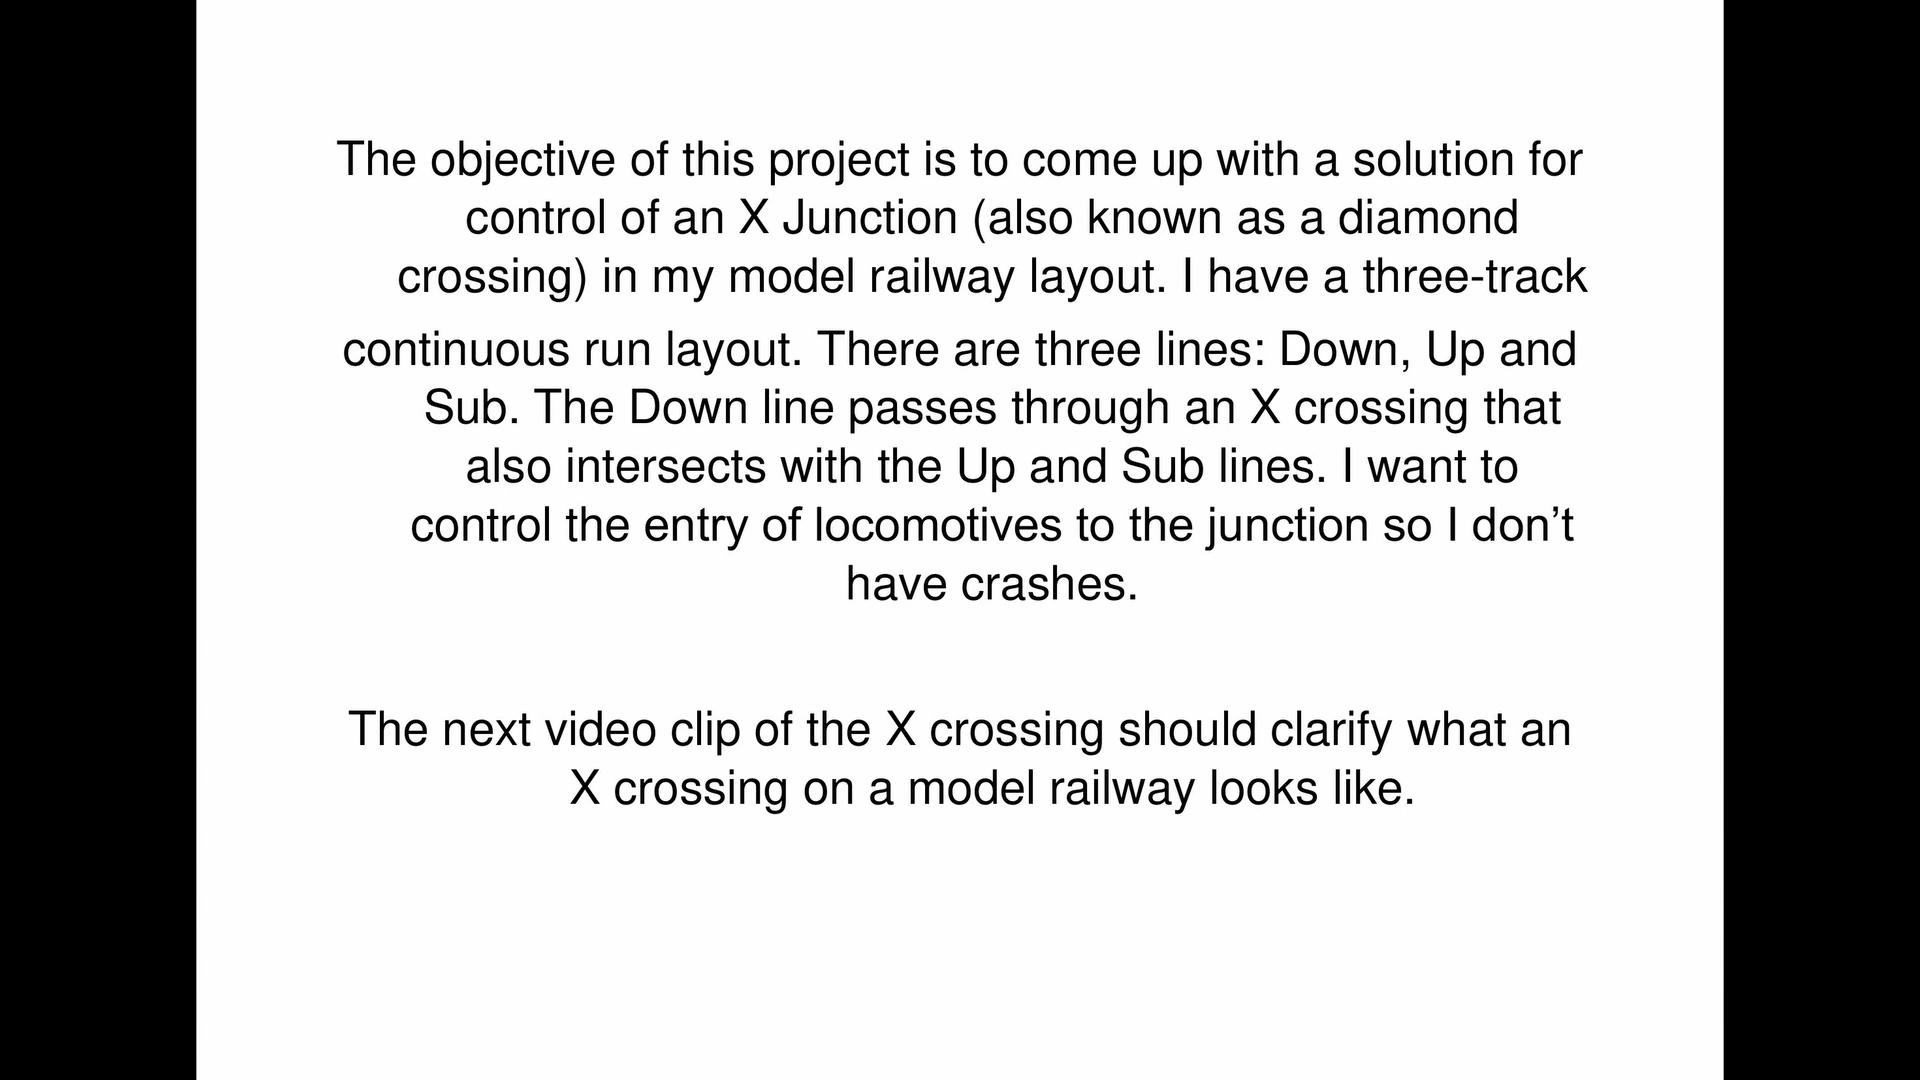 The objective of this project is to come up with a solution for
control of an X Junction (also known as a diamond
crossing) in my model railway layout. I have a three-track
continuous run layout. There are three lines: Down, Up and
Sub. The Down line passes through an X crossing that
also intersects with the Up and Sub lines. I want to
control the entry of locomotives to the junction so I don’t
have crashes.
The next video clip of the X crossing should clarify what an
X crossing on a model railway looks like.